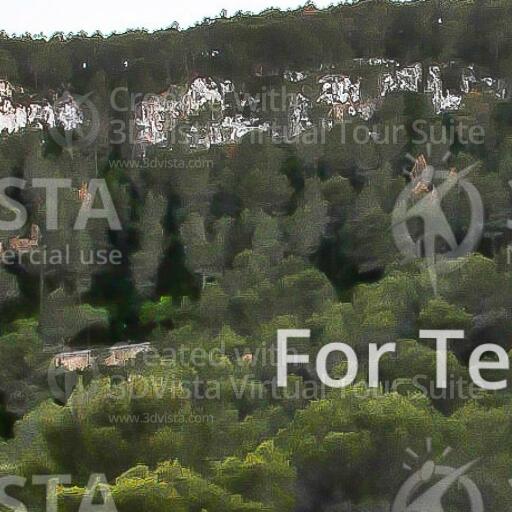 Created with
3DVista Virtual Tour Suite
www.3dvista.com
STA
ercial use
For Te
Created with
3DVista Virtual Tour Suite
www.3dvista.com
STA